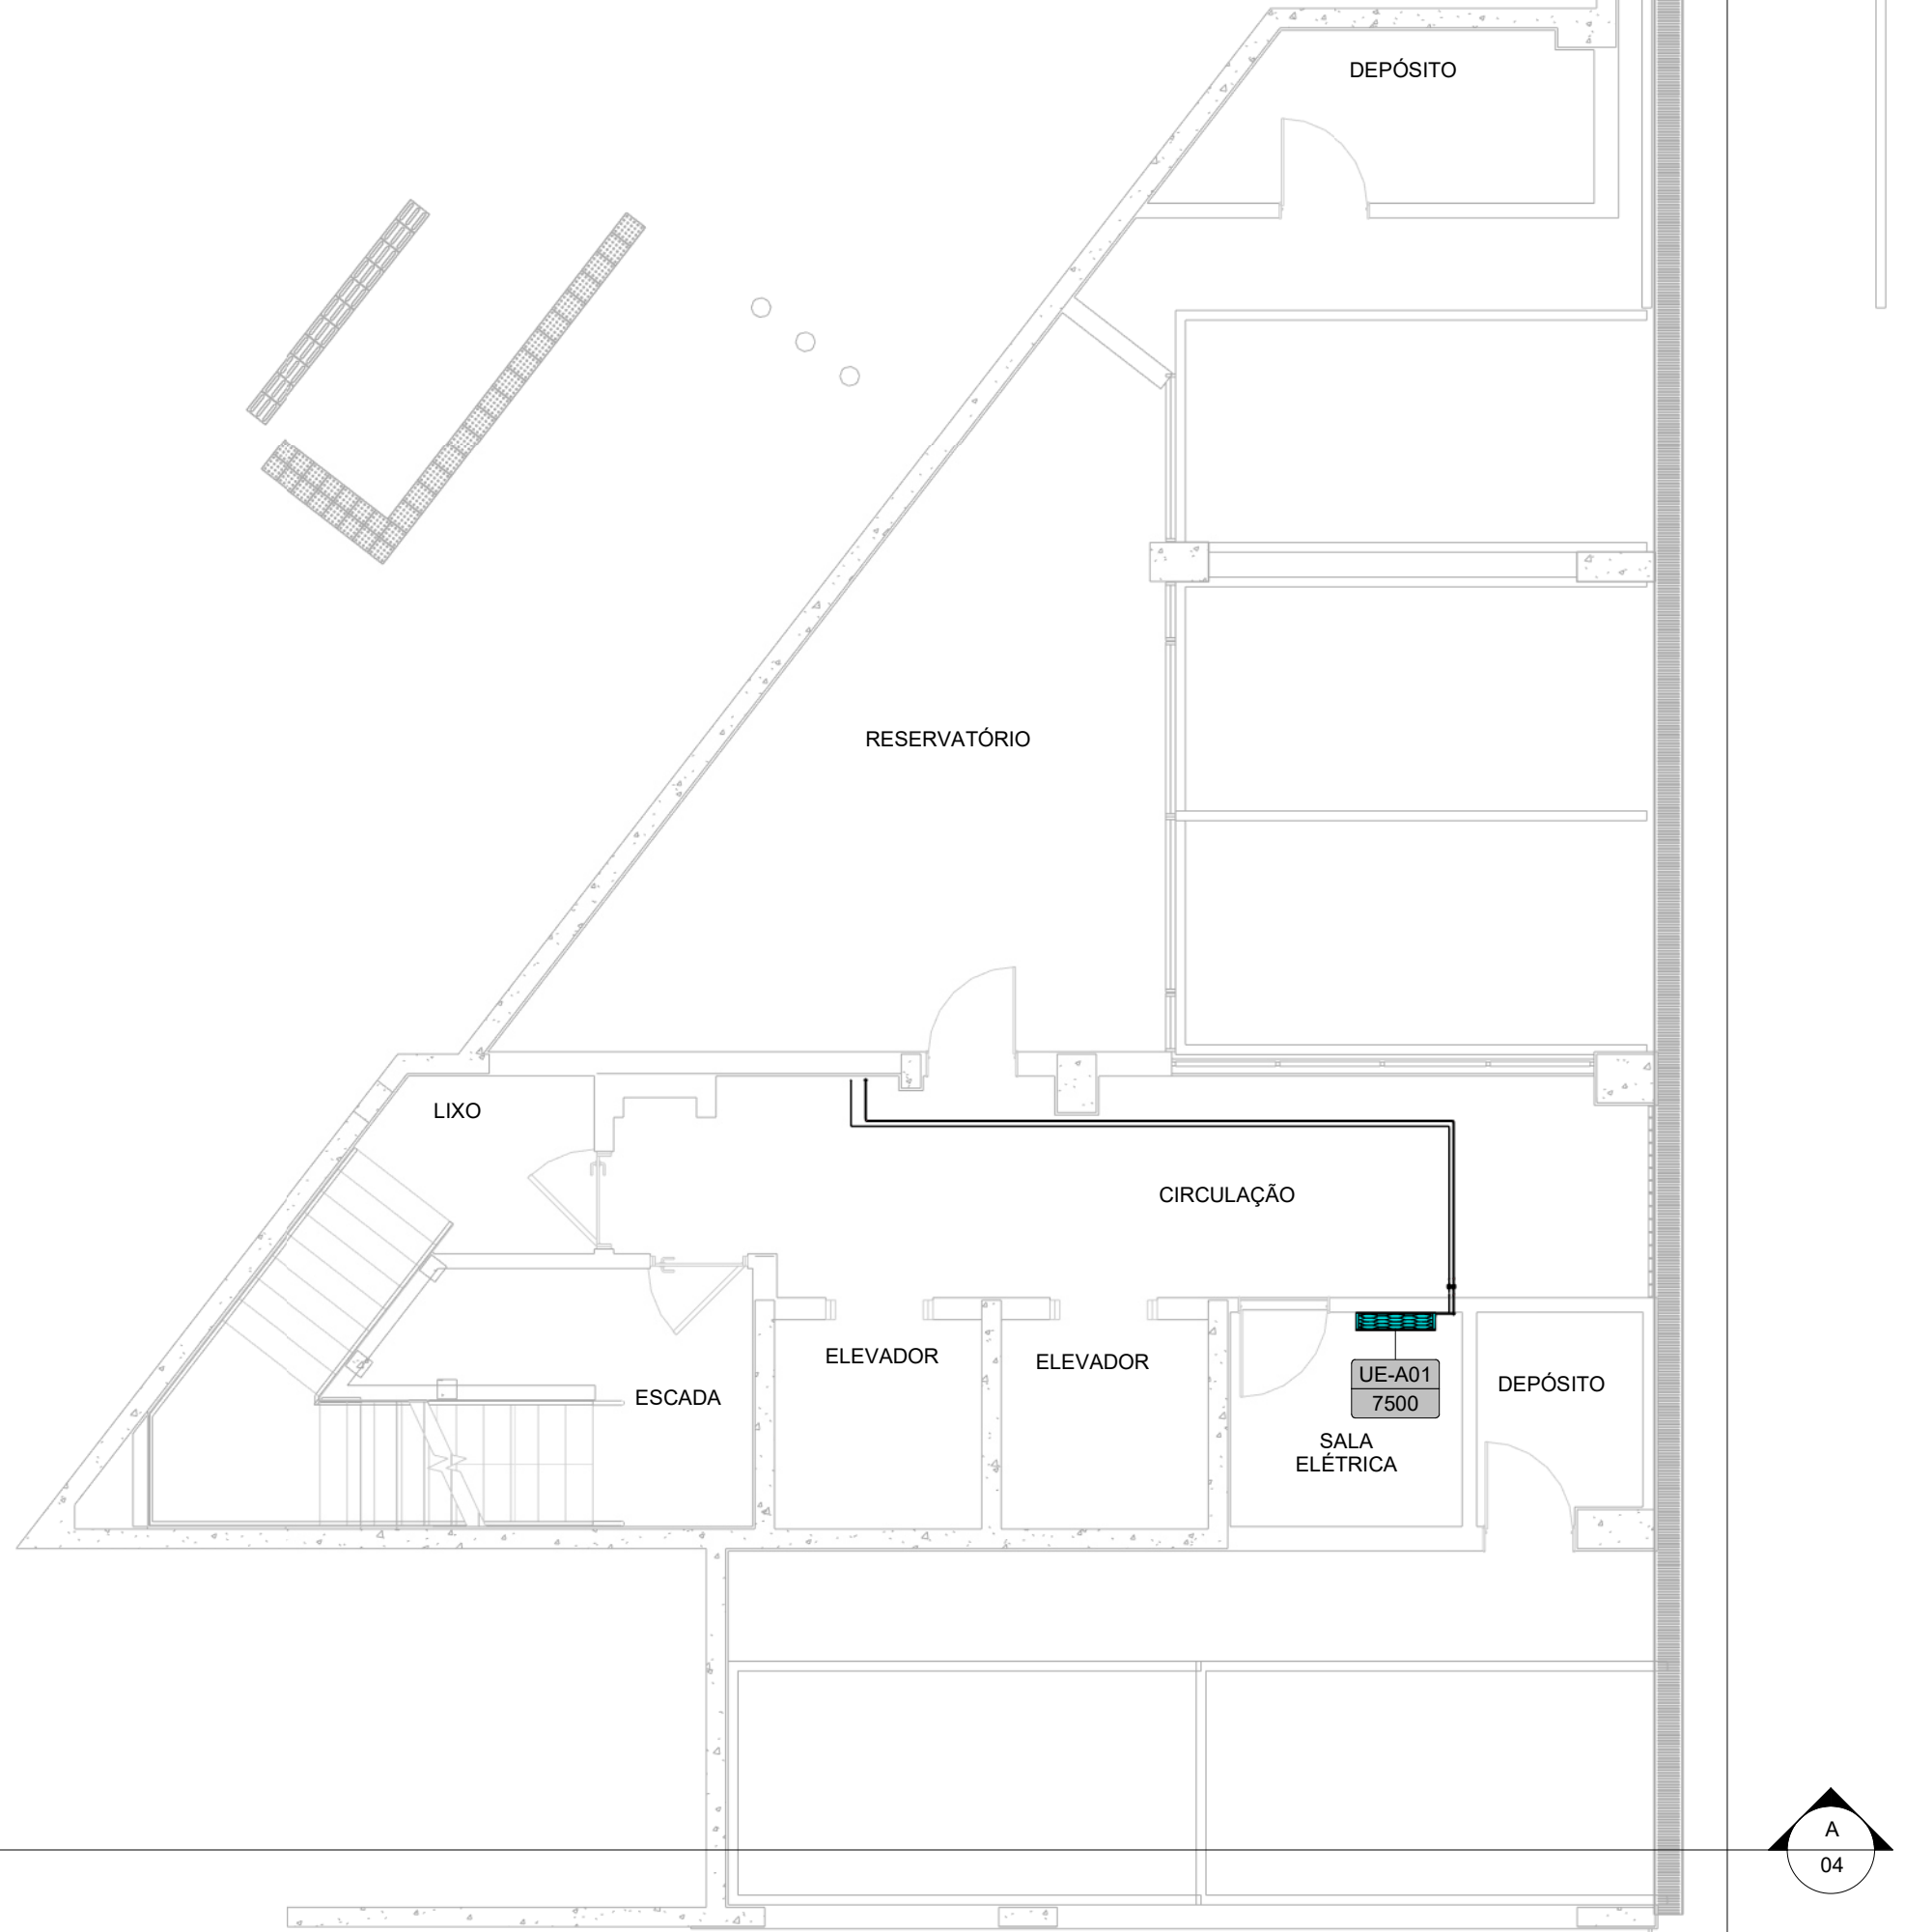 DEPÓSITO
RESERVATÓRIO
LIXO
CIRCULAÇÃO
ELEVADOR
ELEVADOR
ESCADA
UE-A01
7500
DEPÓSITO
SALA
ELÉTRICA
A
04